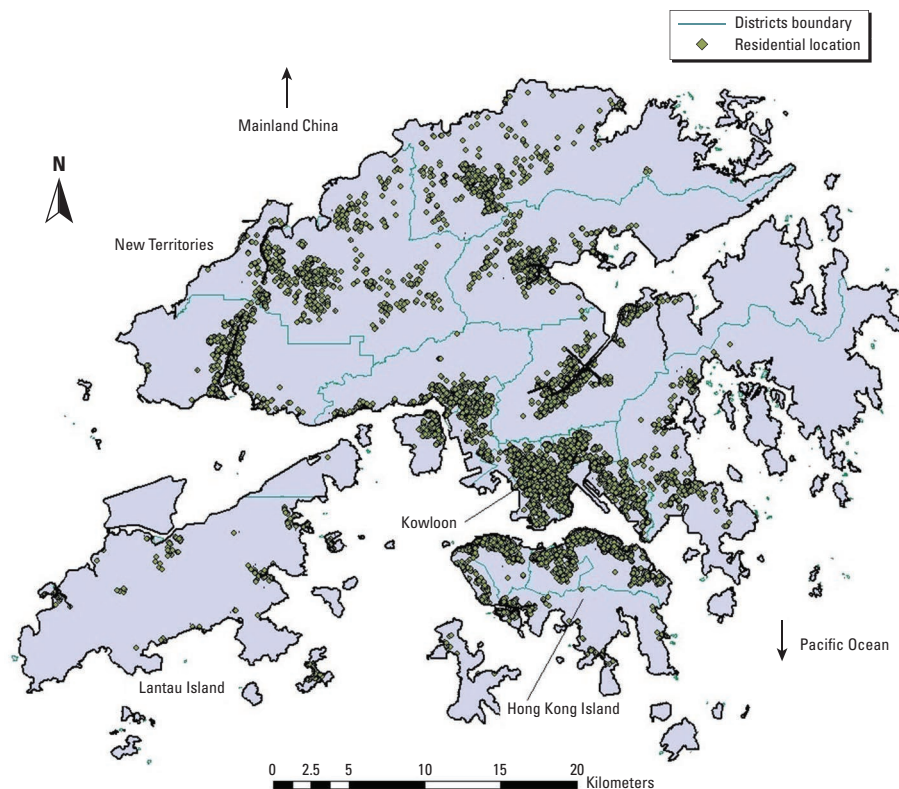 Districts boundary
Residential location
Mainland China
N
New Territories
Kowloon
Pacific Ocean
Lantau Island
Hong Kong Island
0 2.5 5 10 15 20
Kilometers